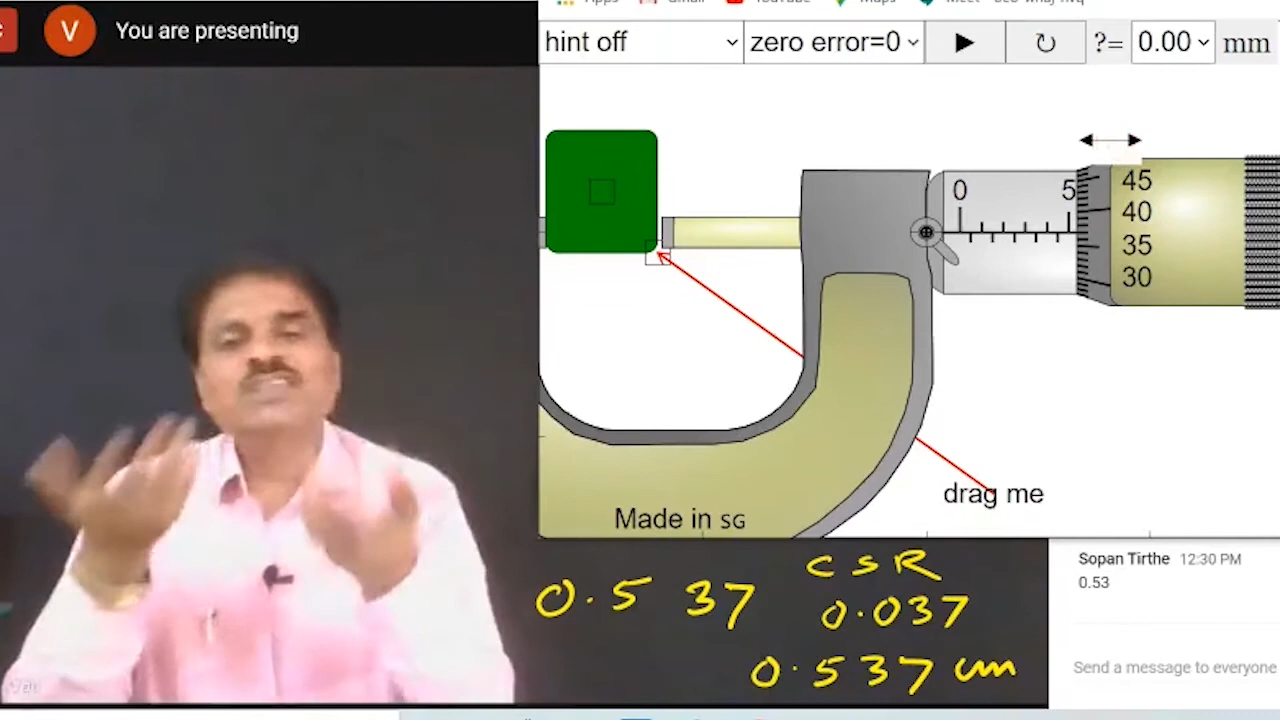 V You are presenting
hint off zero error=0 ▶ ↻ ?= 0.00 mm
0 5
45
40
35
30
drag me
Made in SG
0.5 37
CSR
0.037
0.537 cm
Sopan Tirthe 12:30 PM
0.53
Send a message to everyone